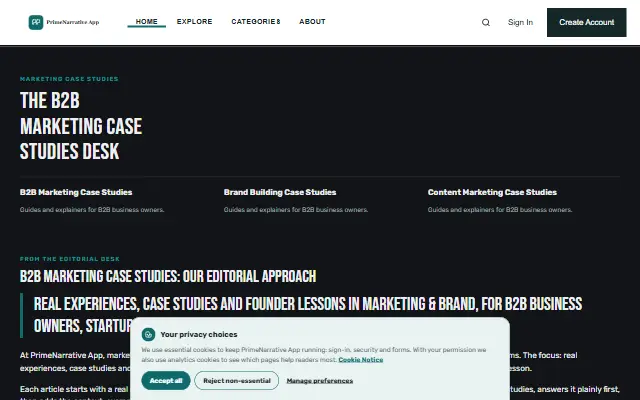 PrimeNarrative App
HOME EXPLORE CATEGORIES ABOUT
Sign In
Create Account
MARKETING CASE STUDIES
THE B2B
MARKETING CASE
STUDIES DESK
B2B Marketing Case Studies
Guides and explainers for B2B business owners.
Brand Building Case Studies
Guides and explainers for B2B business owners.
Content Marketing Case Studies
Guides and explainers for B2B business owners.
FROM THE EDITORIAL DESK
B2B MARKETING CASE STUDIES: OUR EDITORIAL APPROACH
REAL EXPERIENCES, CASE STUDIES AND FOUNDER LESSONS IN MARKETING & BRAND, FOR B2B BUSINESS
OWNERS, STARTUP
At PrimeNarrative App, marke ms. The focus: real
experiences, case studies and esson.
Each article starts with a real tudies, answers it plainly first,
Your privacy choices
We use essential cookies to keep PrimeNarrative App running: sign-in, security and forms. With your permission we
also use analytics cookies to see which pages help readers most. Cookie Notice
Accept all Reject non-essential Manage preferences